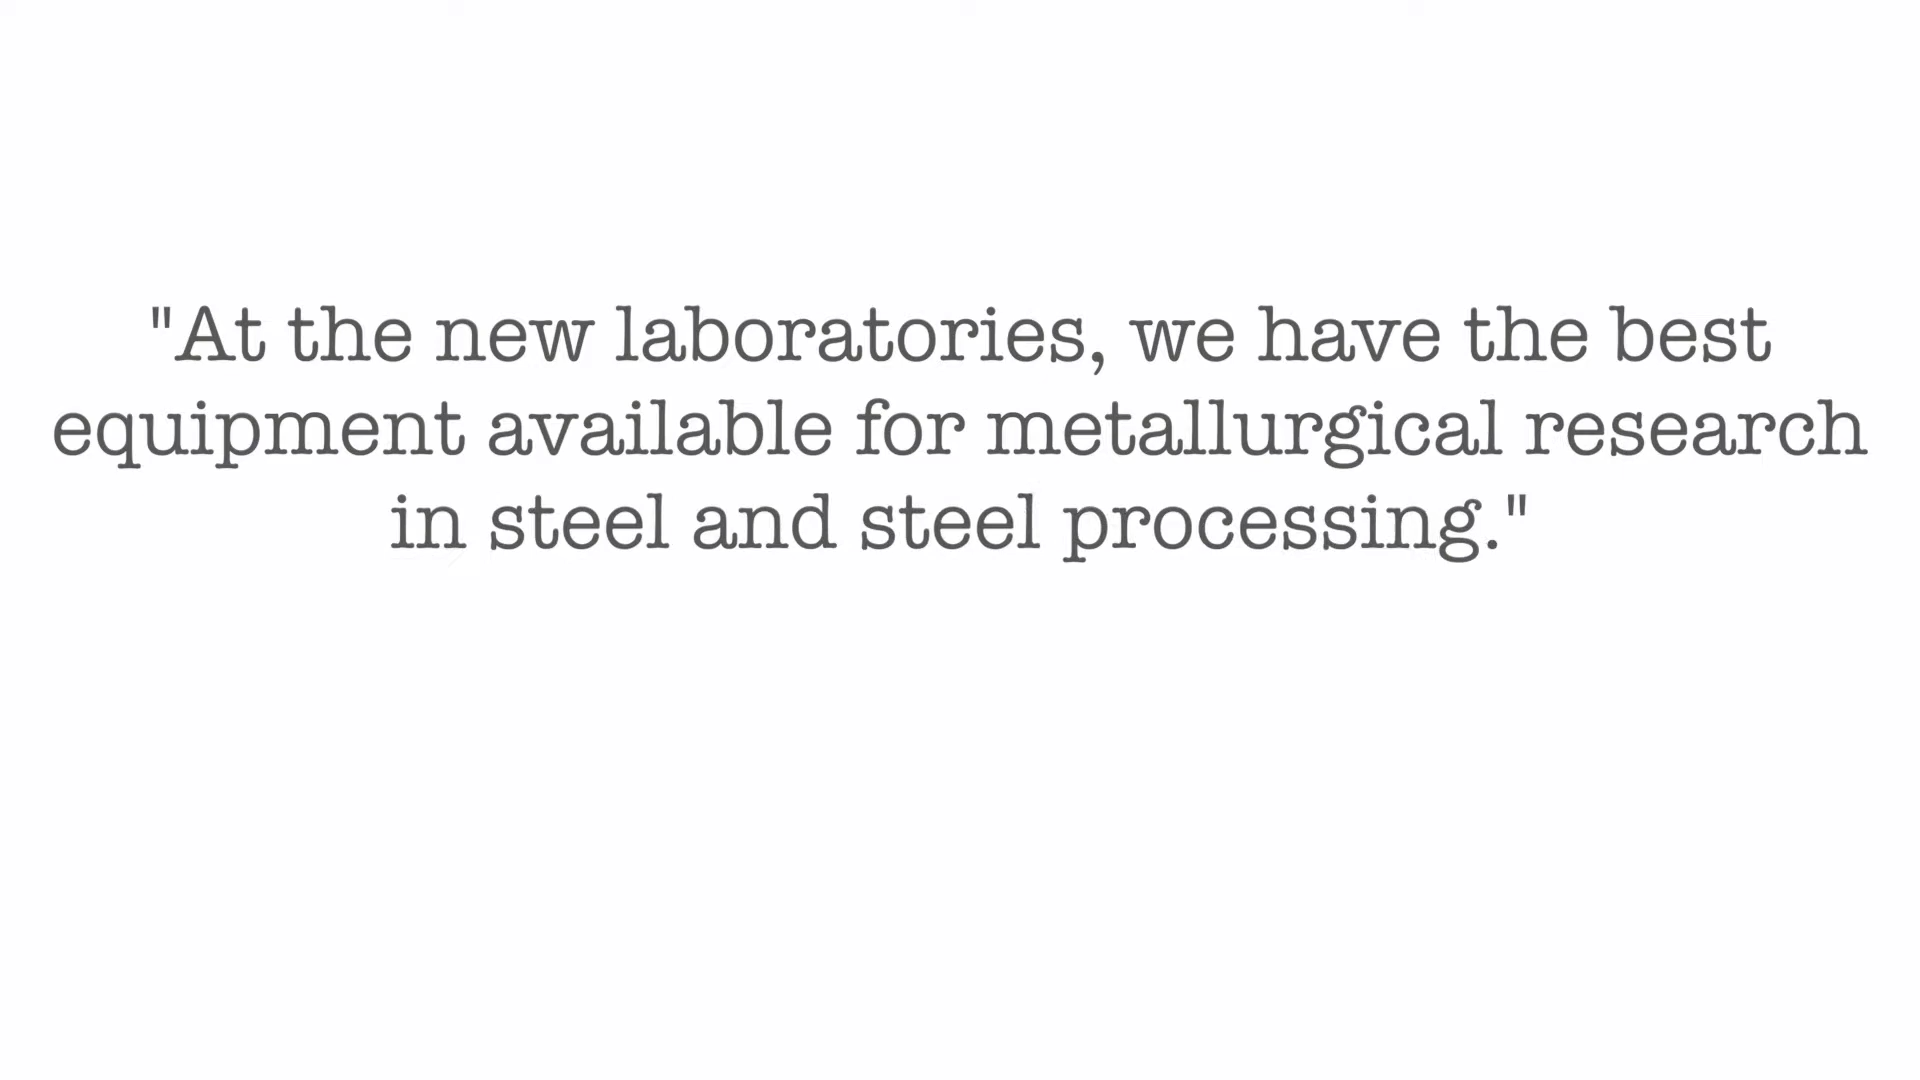 "At the new laboratories, we have the best
equipment available for metallurgical research
in steel and steel processing."